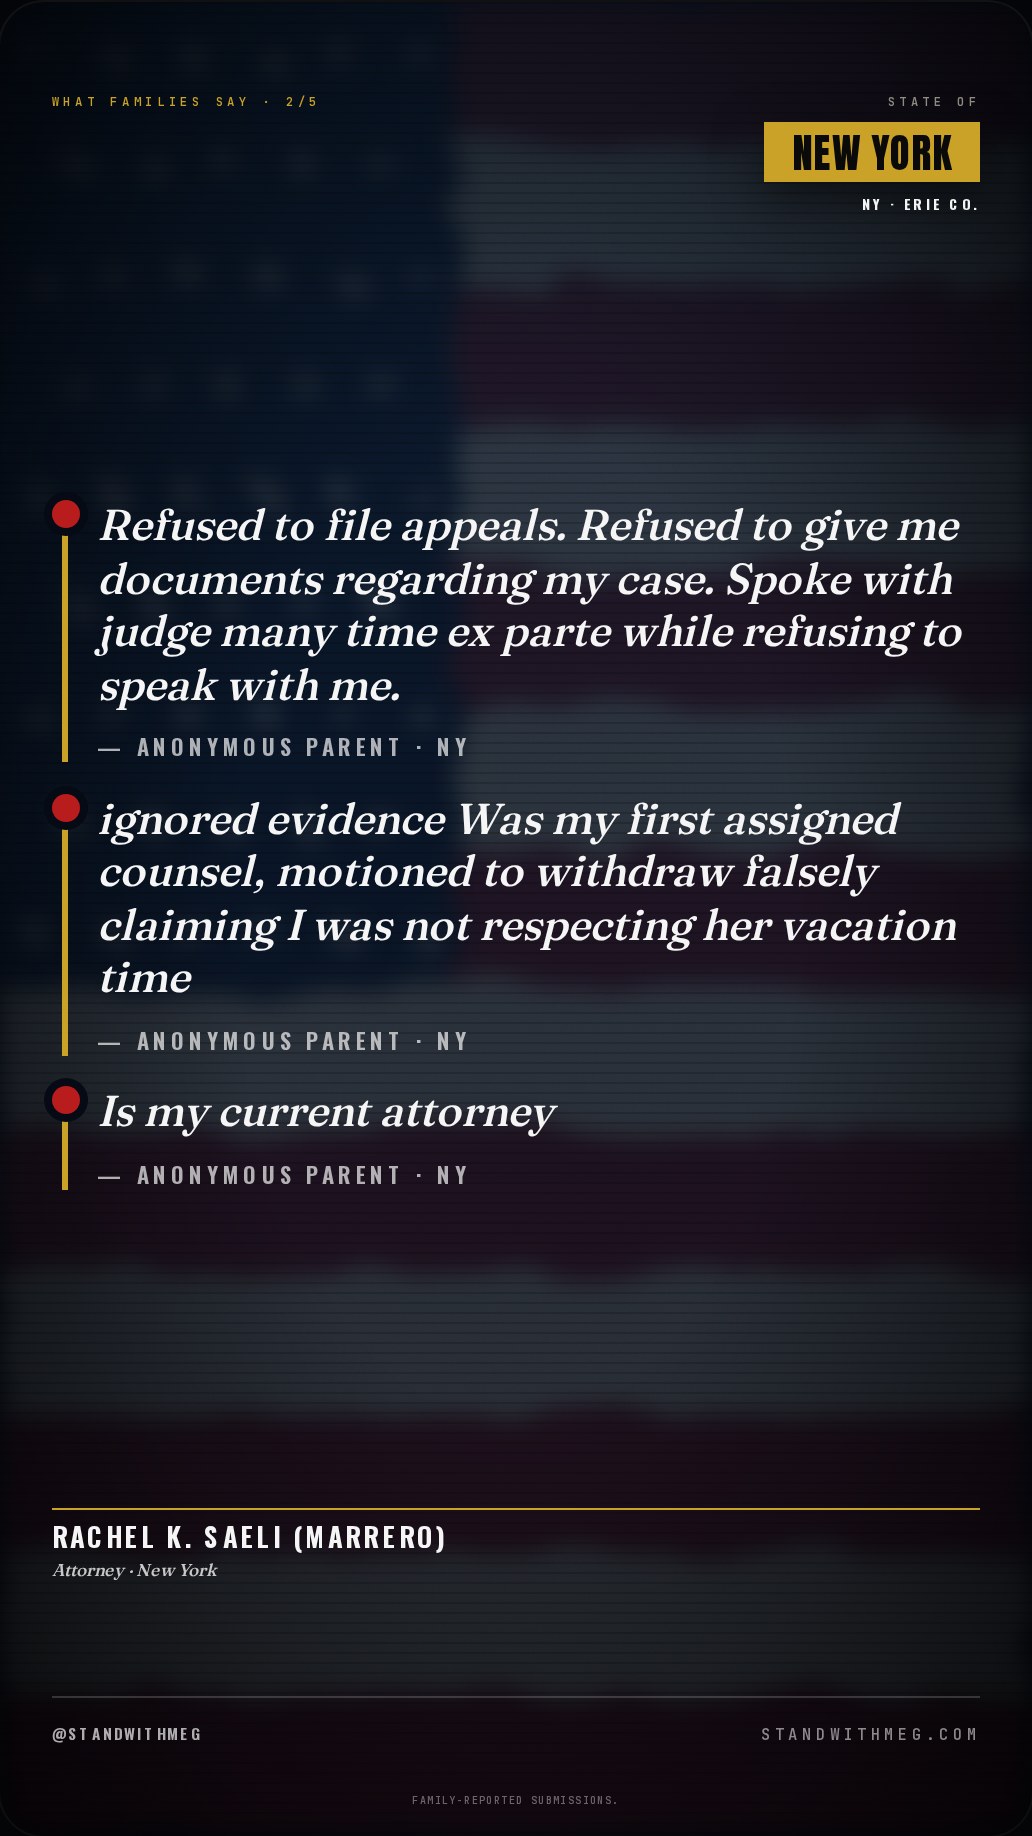 WHAT FAMILIES SAY · 2/5
STATE OF
NEW YORK
NY · ERIE CO.
Refused to file appeals. Refused to give me
documents regarding my case. Spoke with
judge many time ex parte while refusing to
speak with me.
— ANONYMOUS PARENT · NY
ignored evidence Was my first assigned
counsel, motioned to withdraw falsely
claiming I was not respecting her vacation
time
— ANONYMOUS PARENT · NY
Is my current attorney
— ANONYMOUS PARENT · NY
RACHEL K. SAELI (MARRERO)
Attorney · New York
@STANDWITHMEG
STANDWITHMEG.COM
FAMILY-REPORTED SUBMISSIONS.